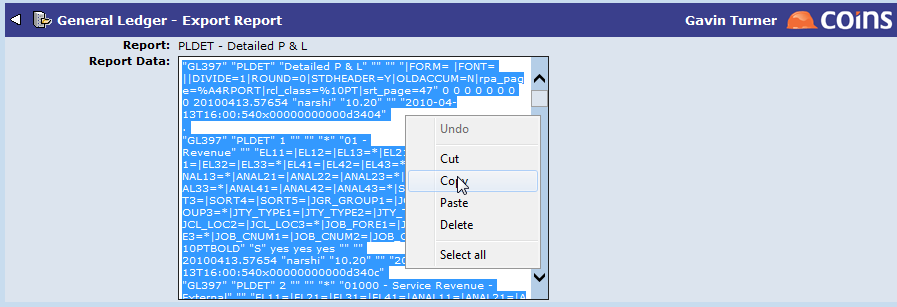 General Ledger - Export Report
Gavin Turner
coins
Report: PLDET - Detailed P & L
Report Data:
"GL397" "PLDET" "Detailed P & L" "" "" "|FORM= |FONT=
||DIVIDE=1|ROUND=0|STDHEADER=Y|OLDACCUM=N|rpa_pag
e=%A4RPORT|rcl_class=%10PT|srt_page=47" 0 0 0 0 0 0 0
0 20100413.57654 "narshi" "10.20" "" "2010-04-
13T16:00:540x00000000000d3404"
.
"GL397" "PLDET" 1 "" "" "*" "01 -
Revenue" "" "EL11=|EL12=|EL13=*|EL2
1=|EL32=|EL33=*|EL41=|EL42=|EL43=*
NAL13=*|ANAL21=|ANAL22=|ANAL23=*|
AL33=*|ANAL41=|ANAL42=|ANAL43=*|S
T3=|SORT4=|SORT5=|JGR_GROUP1=|JG
OUP3=*|JTY_TYPE1=|JTY_TYPE2=|JTY_
JCL_LOC2=|JCL_LOC3=*|JOB_FORE1=|J
E3=*|JOB_CNUM1=|JOB_CNUM2=|JOB_C
10PTBOLD" "S" yes yes yes "" ""
20100413.57654 "narshi" "10.20" "" "20
13T16:00:540x00000000000d340c"
"GL397" "PLDET" 2 "" "" "*" "01000 - Service Revenue -
External" "" "EL11=|EL21=|EL31=|EL41=|ANAL11=|ANAL21=|A
Undo
Cut
Copy
Paste
Delete
Select all